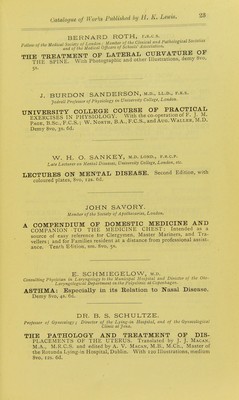 Catalogue of Works Published by H. K. Lewis. 23
BERNARD ROTH, F.R.C.S.
Fellow of the Medical Society of London; Member of the Clinical and Pathological Societies
and of the Medical Officers of Schools' Association.
THE TREATMENT OF LATERAL CURVATURE OF
THE SPINE. With Photographic and other Illustrations, demy 8vo,
5s.
J. BURDON SANDERSON, M.D., LL.D., F.R.S.
Jodrell Professor of Physiology in University College, London.
UNIVERSITY COLLEGE COURSE OF PRACTICAL
EXERCISES IN PHYSIOLOGY. With the co-operation of F. J. M.
Page, B.Sc., F.C.S.; W. North, B.A., F.C.S., and Aug. Waller, M.D.
Demy 8vo, 3s. 6d.
W. H. O. SANKEY, M.D. LOND., F.R.C.P.
Late Lecturer on Mental Diseases, University College, London, etc.
LECTURES ON MENTAL DISEASE. Second Edition, with
coloured plates, 8vo, 12s. 6d.
JOHN SAVORY.
Member of the Society of Apothecaries, London.
A COMPENDIUM OF DOMESTIC MEDICINE AND
COMPANION TO THE MEDICINE CHEST: Intended as a
source of easy reference for Clergymen, Master Mariners, and Tra-
vellers; and for Families resident at a distance from professional assist-
ance. Tenth Edition, sm. 8vo, 5s.
E. SCHMIEGELOW, M.D.
Consulting Physician in Laryngology to the Municipal Hospital and Director of the Oto-
Laryngological Department in the Polyclinic at Copenhagen.
ASTHMA: Especially in its Relation to Nasal Disease.
Demy 8vo, 4s. 6d.
DR. B. S. SCHULTZE.
Professor of Gynecology; Director of the Lying-in Hospital, and of the Gynecological
Clinic at Jena.
THE PATHOLOGY AND TREATMENT OF DIS-
PLACEMENTS OF THE UTERUS. Translated by J. J. Macan,
M.A., M.R.C.S. and edited by A. V. Macan, M.B., M.Ch., Master of
the Rotunda Lying-in Hospital, Dublin. With 120 Illustrations, medium
8vo, 12s. 6d.